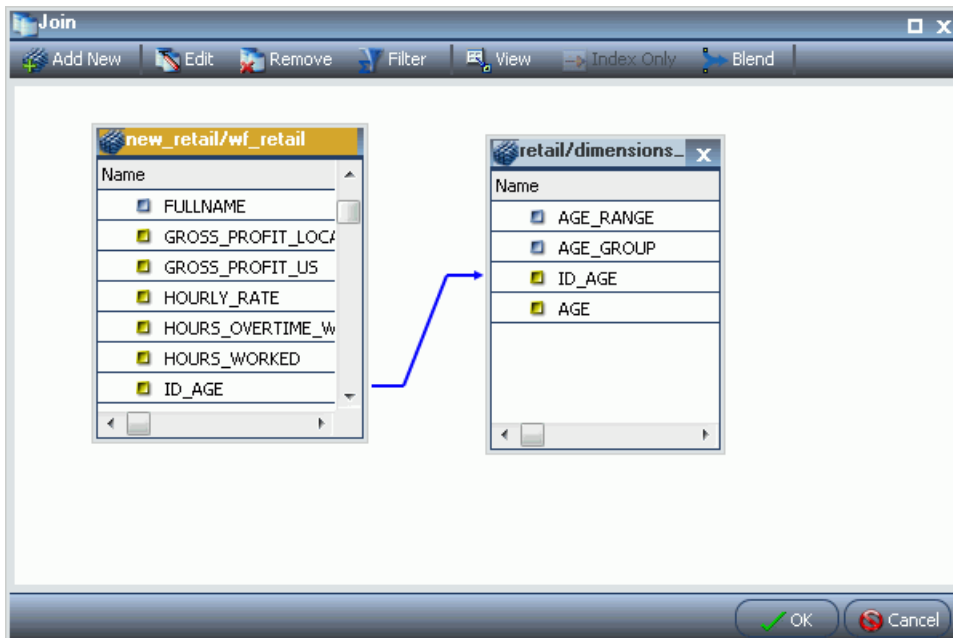 Join
Add New Edit Remove Filter View Index Only Blend
new_retail/wf_retail
Name
FULLNAME
GROSS_PROFIT_LOCA
GROSS_PROFIT_US
HOURLY_RATE
HOURS_OVERTIME_W
HOURS_WORKED
ID_AGE
retail/dimensions_
Name
AGE_RANGE
AGE_GROUP
ID_AGE
AGE
OK Cancel